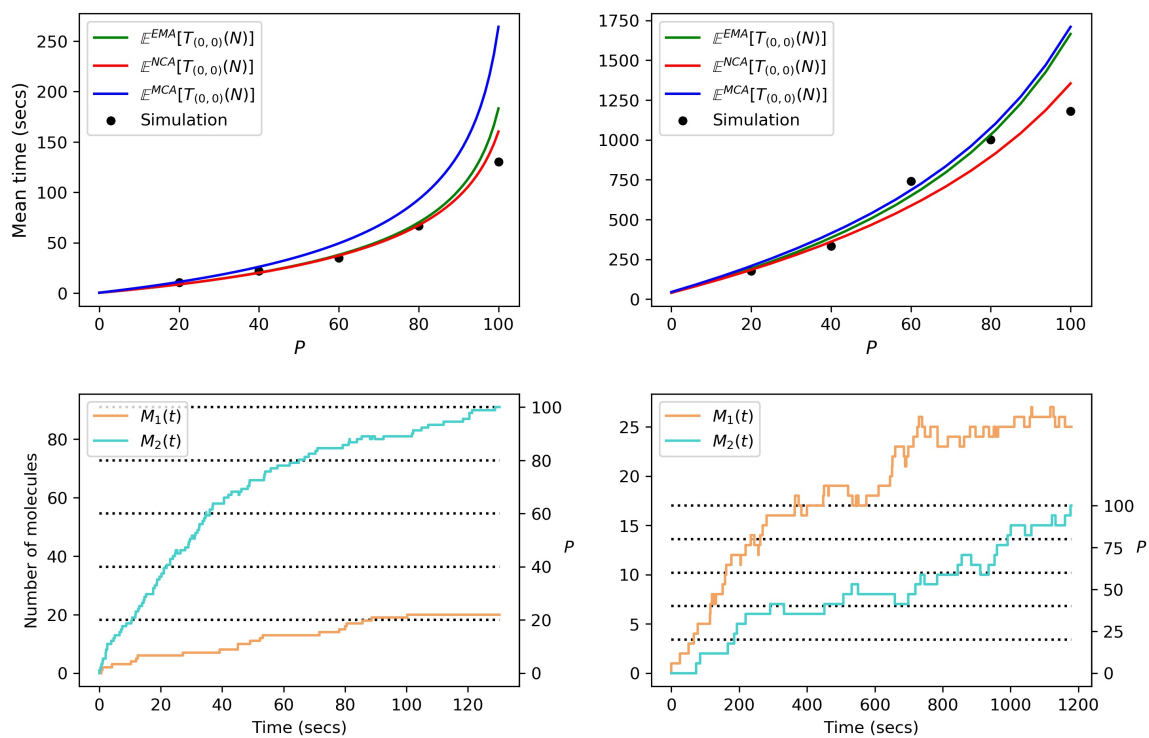 Mean time (secs)
250
200
150
100
50
0
0 20 40 60 80 100
P
𝔼^{EMA}[T_{(0,0)}(N)]
𝔼^{NCA}[T_{(0,0)}(N)]
𝔼^{MCA}[T_{(0,0)}(N)]
Simulation
1750
1500
1250
1000
750
500
250
0
0 20 40 60 80 100
P
𝔼^{EMA}[T_{(0,0)}(N)]
𝔼^{NCA}[T_{(0,0)}(N)]
𝔼^{MCA}[T_{(0,0)}(N)]
Simulation
Number of molecules
80
60
40
20
0
M₁(t)
M₂(t)
100
80
60
40
20
0
P
0 20 40 60 80 100 120
Time (secs)
25
20
15
10
5
0
M₁(t)
M₂(t)
100
75
50
25
0
P
0 200 400 600 800 1000 1200
Time (secs)